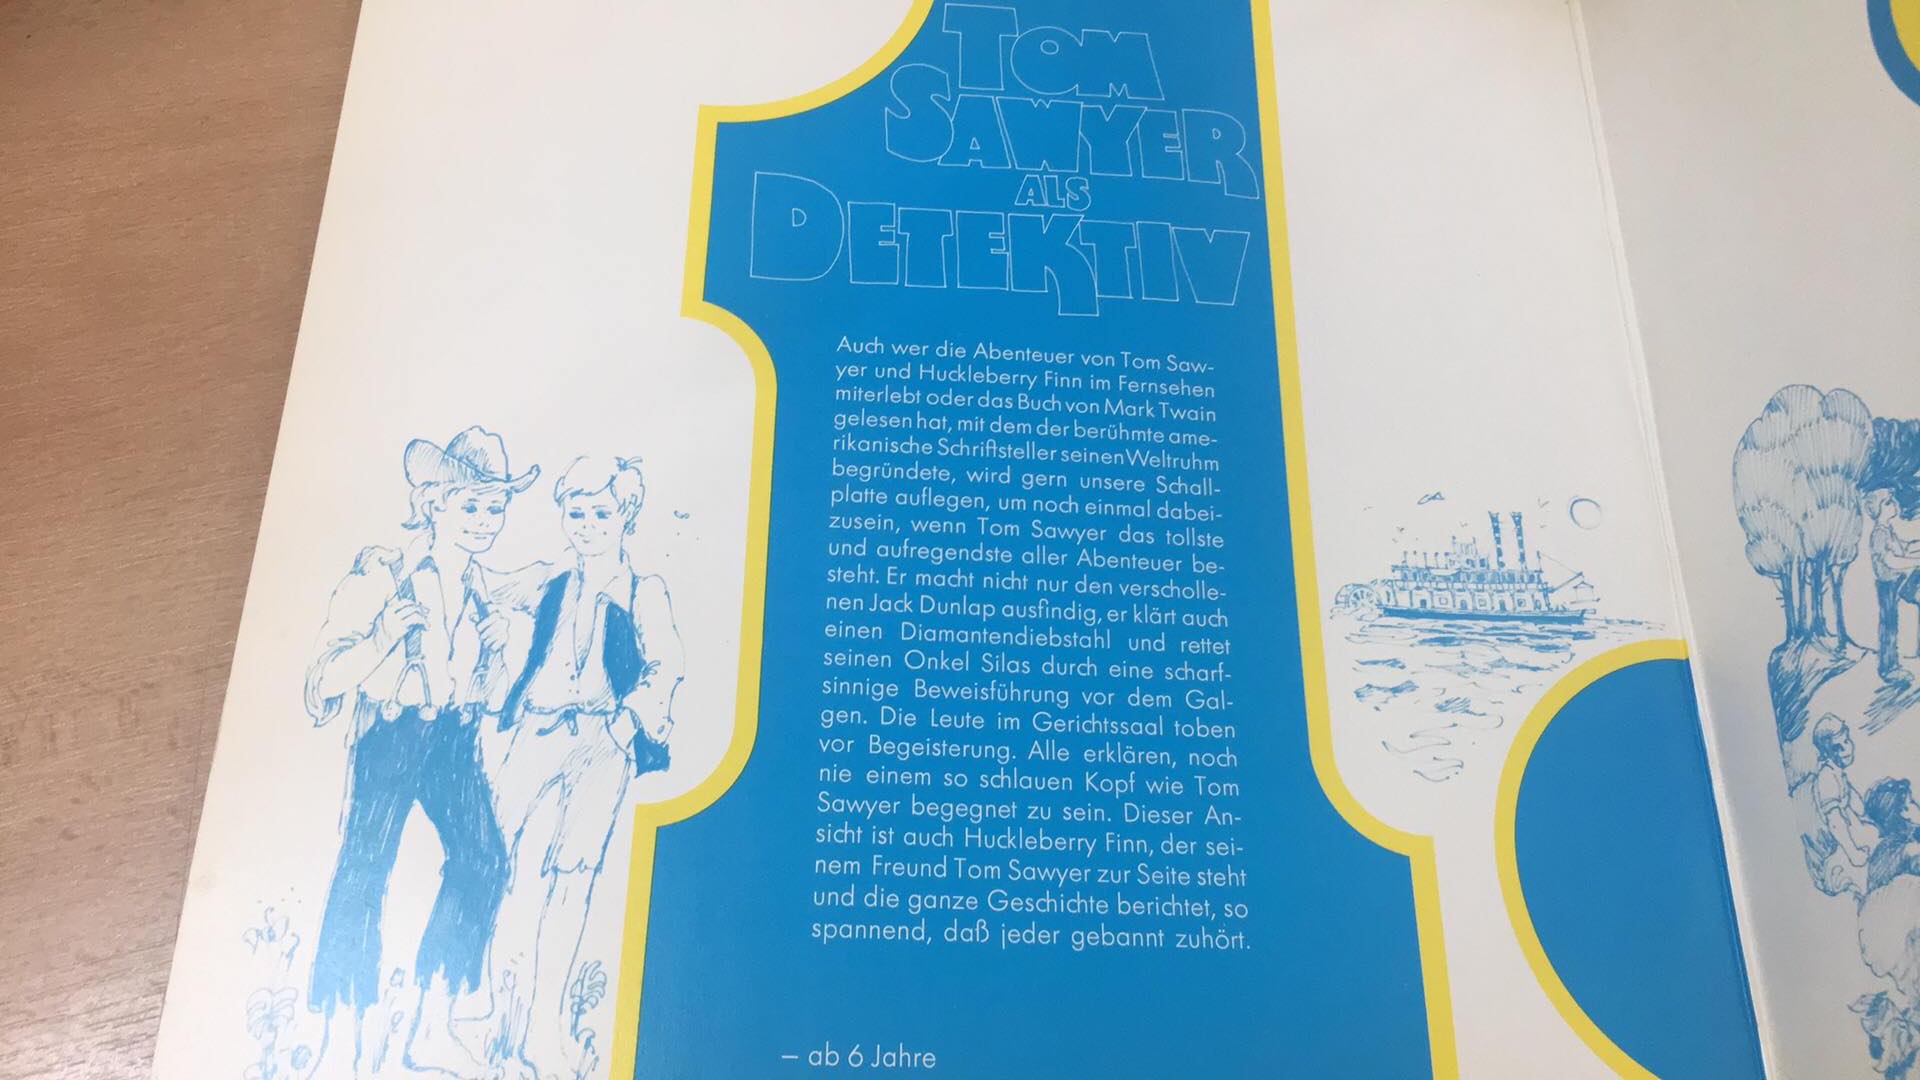 TOM
SAWYER
ALS
DETEKTIV
Auch wer die Abenteuer von Tom Saw-
yer und Huckleberry Finn im Fernsehen
miterlebt oder das Buch von Mark Twain
gelesen hat, mit dem der berühmte ame-
rikanische Schriftsteller seinen Weltruhm
begründete, wird gern unsere Schall-
platte auflegen, um noch einmal dabei-
zusein, wenn Tom Sawyer das tollste
und aufregendste aller Abenteuer be-
steht. Er macht nicht nur den verscholle-
nen Jack Dunlap ausfindig, er klärt auch
einen Diamantendiebstahl und rettet
seinen Onkel Silas durch eine scharf-
sinnige Beweisführung vor dem Gal-
gen. Die Leute im Gerichtssaal toben
vor Begeisterung. Alle erklären, noch
nie einem so schlauen Kopf wie Tom
Sawyer begegnet zu sein. Dieser An-
sicht ist auch Huckleberry Finn, der sei-
nem Freund Tom Sawyer zur Seite steht
und die ganze Geschichte berichtet, so
spannend, daß jeder gebannt zuhört.
– ab 6 Jahre